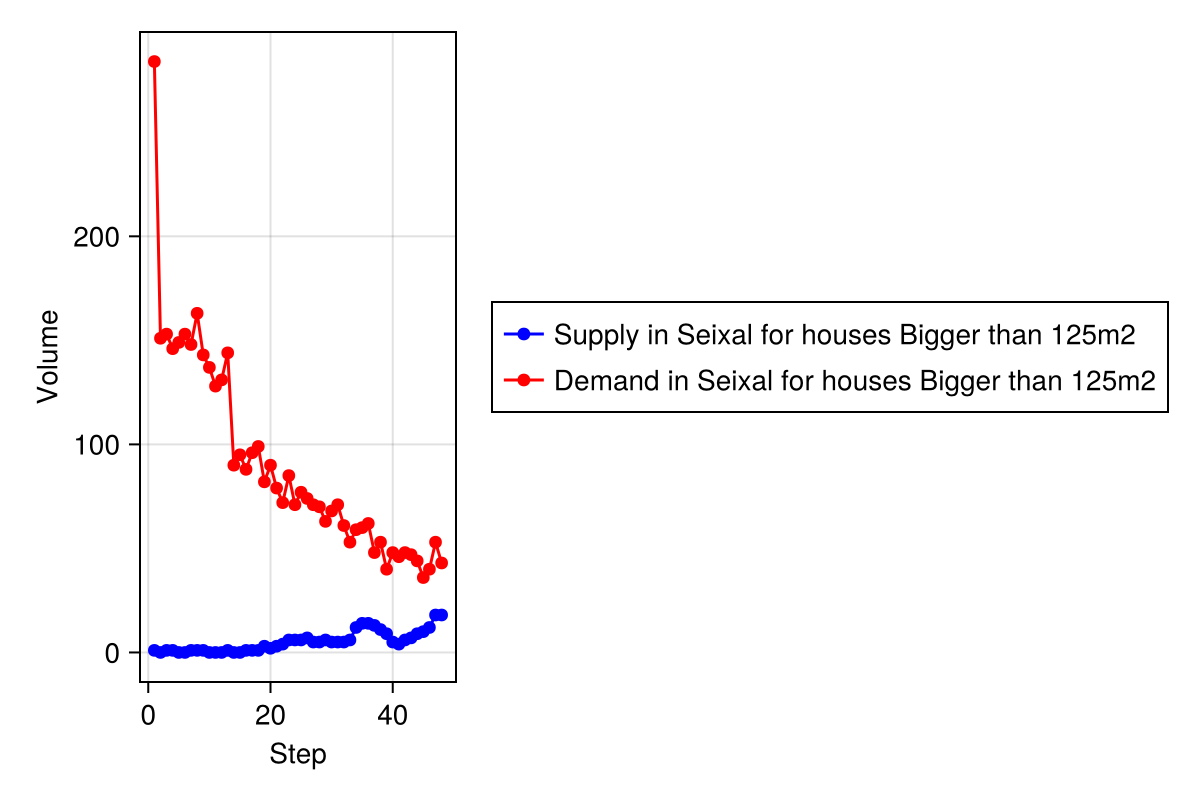 Volume
200
100
0
0 20 40
Step
Supply in Seixal for houses Bigger than 125m2
Demand in Seixal for houses Bigger than 125m2